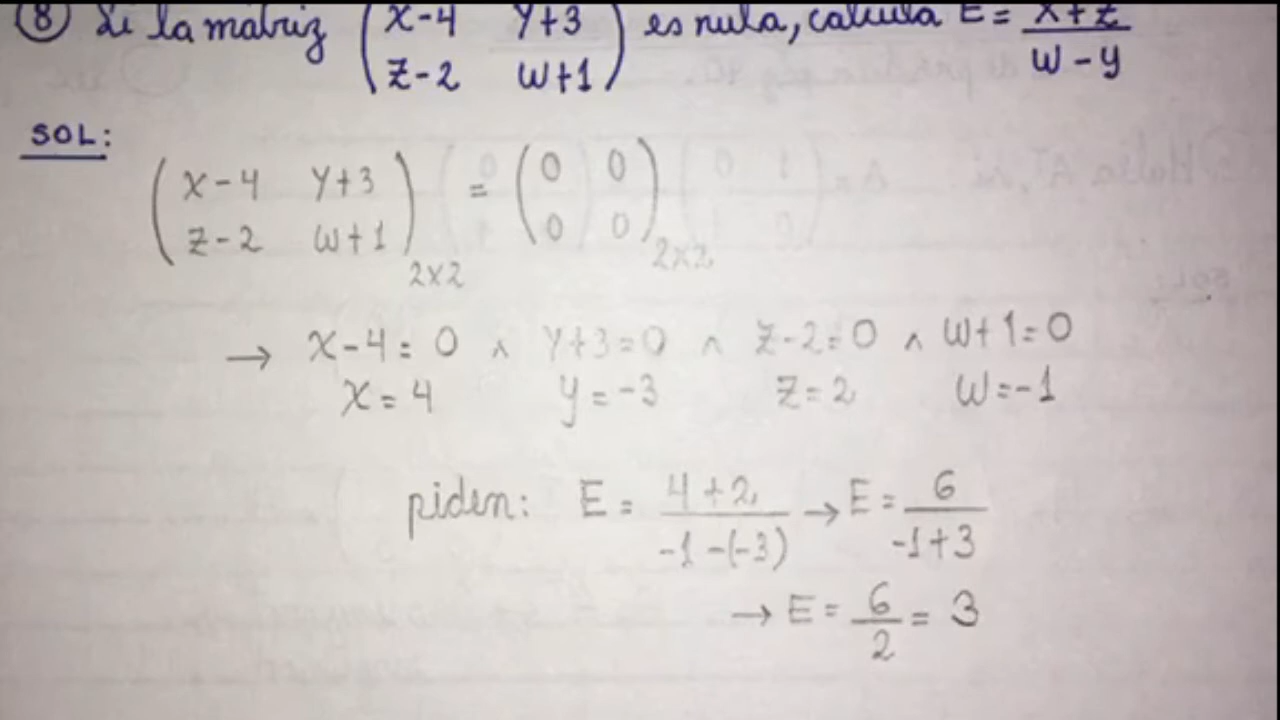 ⑧ Si la matriz (X-4 Y+3 es nula, calcula E = X+Z
Z-2 W+1) W-Y
SOL:
(X-4 Y+3 = (0 0
Z-2 W+1)2x2 0 0)2x2
→ X-4=0 ∧ Y+3=0 ∧ Z-2=0 ∧ W+1=0
X=4 Y=-3 Z=2 W=-1
piden: E = 4+2 → E = 6
-1-(-3) -1+3
→ E = 6 = 3
2